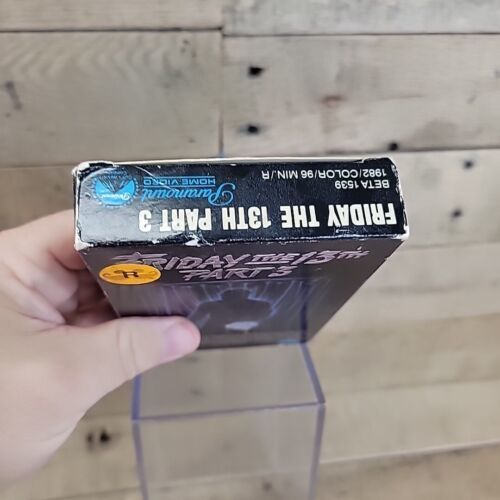 FRIDAY THE 13TH PART 3
BETA 1539
1982/COLOR/96 MIN./R
Paramount
HOME VIDEO
Paramount
FRIDAY THE 13TH
PART 3
R